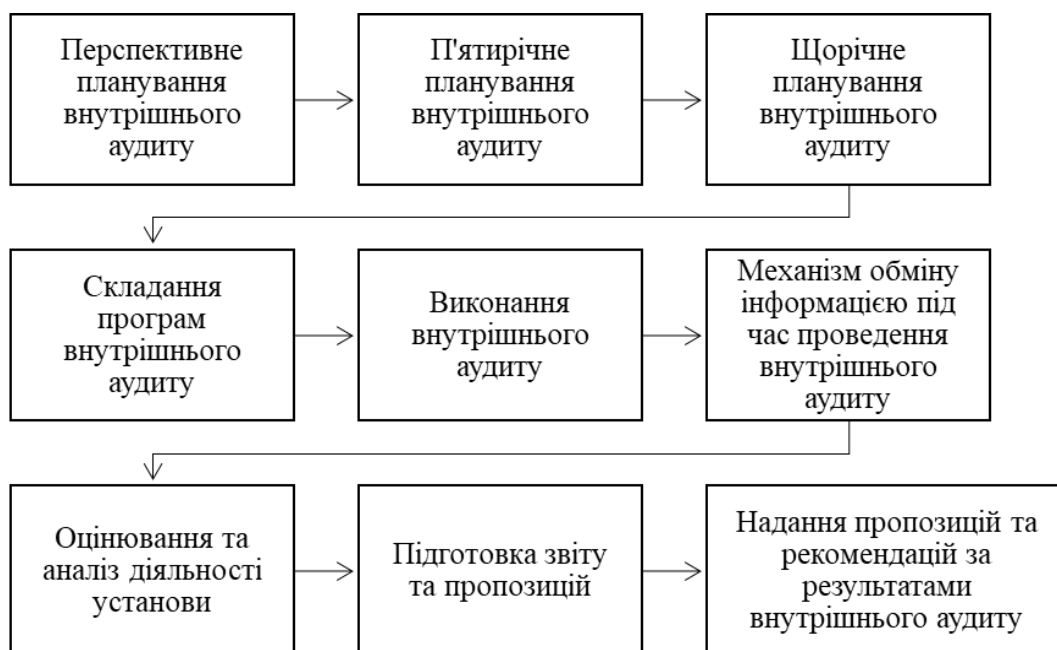 Перспективне
планування
внутрішнього
аудиту
П'ятирічне
планування
внутрішнього
аудиту
Щорічне
планування
внутрішнього
аудиту
Складання
програм
внутрішнього
аудиту
Виконання
внутрішнього
аудиту
Механізм обміну
інформацією під
час проведення
внутрішнього
аудиту
Оцінювання та
аналіз діяльності
установи
Підготовка звіту
та пропозицій
Надання пропозицій та
рекомендацій за
результатами
внутрішнього аудиту